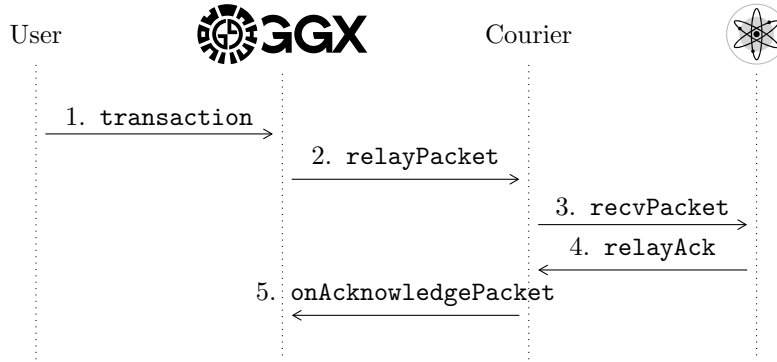 User GGX Courier
1. transaction
2. relayPacket
3. recvPacket
4. relayAck
5. onAcknowledgePacket